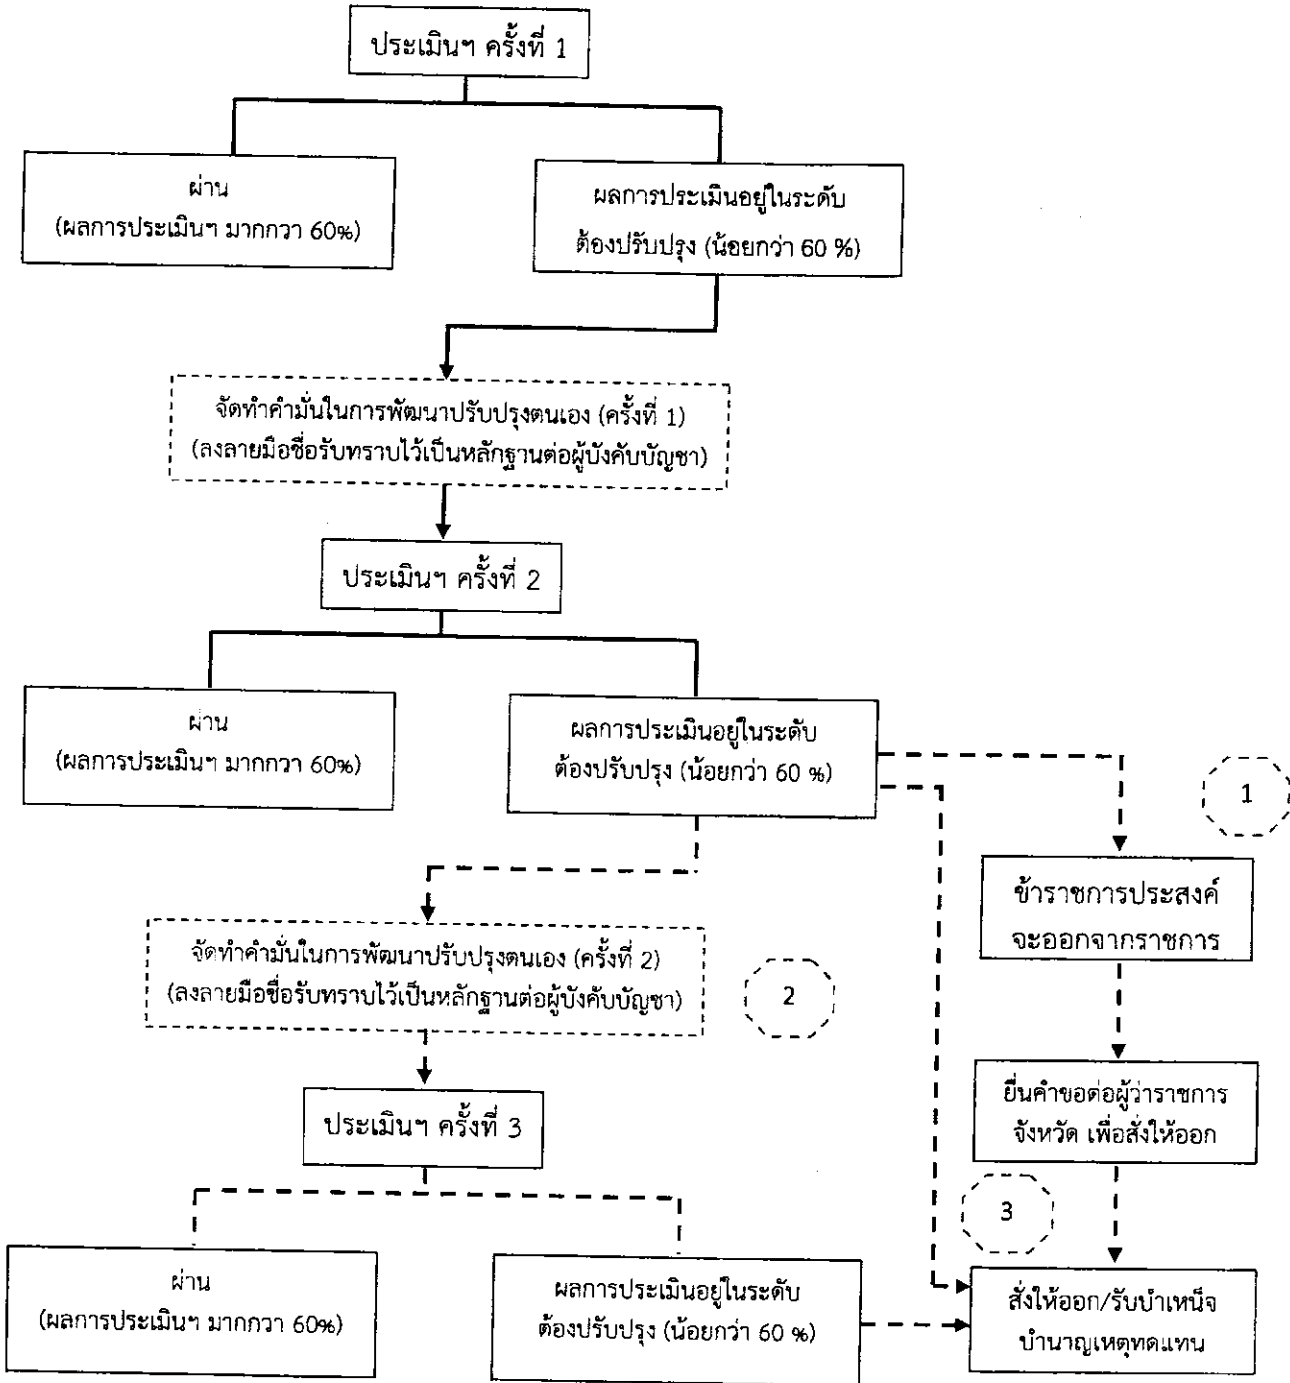 ประเมินฯ ครั้งที่ 1
ผ่าน
(ผลการประเมินฯ มากกวา 60%)
ผลการประเมินอยู่ในระดับ
ต้องปรับปรุง (น้อยกว่า 60 %)
จัดทำคำมั่นในการพัฒนาปรับปรุงตนเอง (ครั้งที่ 1)
(ลงลายมือชื่อรับทราบไว้เป็นหลักฐานต่อผู้บังคับบัญชา)
ประเมินฯ ครั้งที่ 2
ผ่าน
(ผลการประเมินฯ มากกวา 60%)
ผลการประเมินอยู่ในระดับ
ต้องปรับปรุง (น้อยกว่า 60 %)
1
ข้าราชการประสงค์
จะออกจากราชการ
จัดทำคำมั่นในการพัฒนาปรับปรุงตนเอง (ครั้งที่ 2)
(ลงลายมือชื่อรับทราบไว้เป็นหลักฐานต่อผู้บังคับบัญชา)
2
ประเมินฯ ครั้งที่ 3
ยื่นคำขอต่อผู้ว่าราชการ
จังหวัด เพื่อสั่งให้ออก
3
ผ่าน
(ผลการประเมินฯ มากกวา 60%)
ผลการประเมินอยู่ในระดับ
ต้องปรับปรุง (น้อยกว่า 60 %)
สั่งให้ออก/รับบำเหน็จ
บำนาญเหตุทดแทน